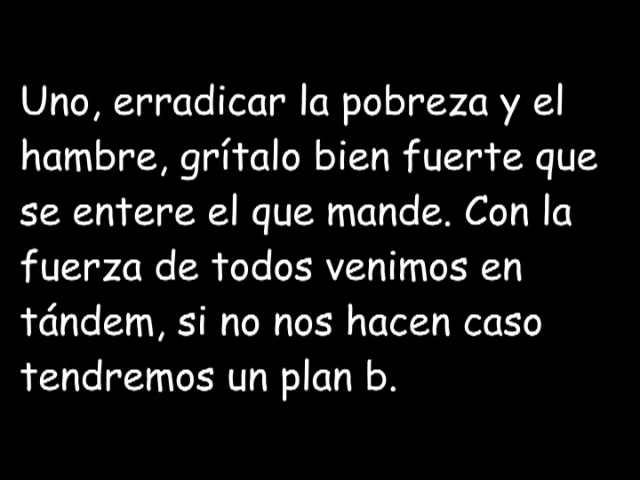 Uno, erradicar la pobreza y el
hambre, grítalo bien fuerte que
se entere el que mande. Con la
fuerza de todos venimos en
tándem, si no nos hacen caso
tendremos un plan b.